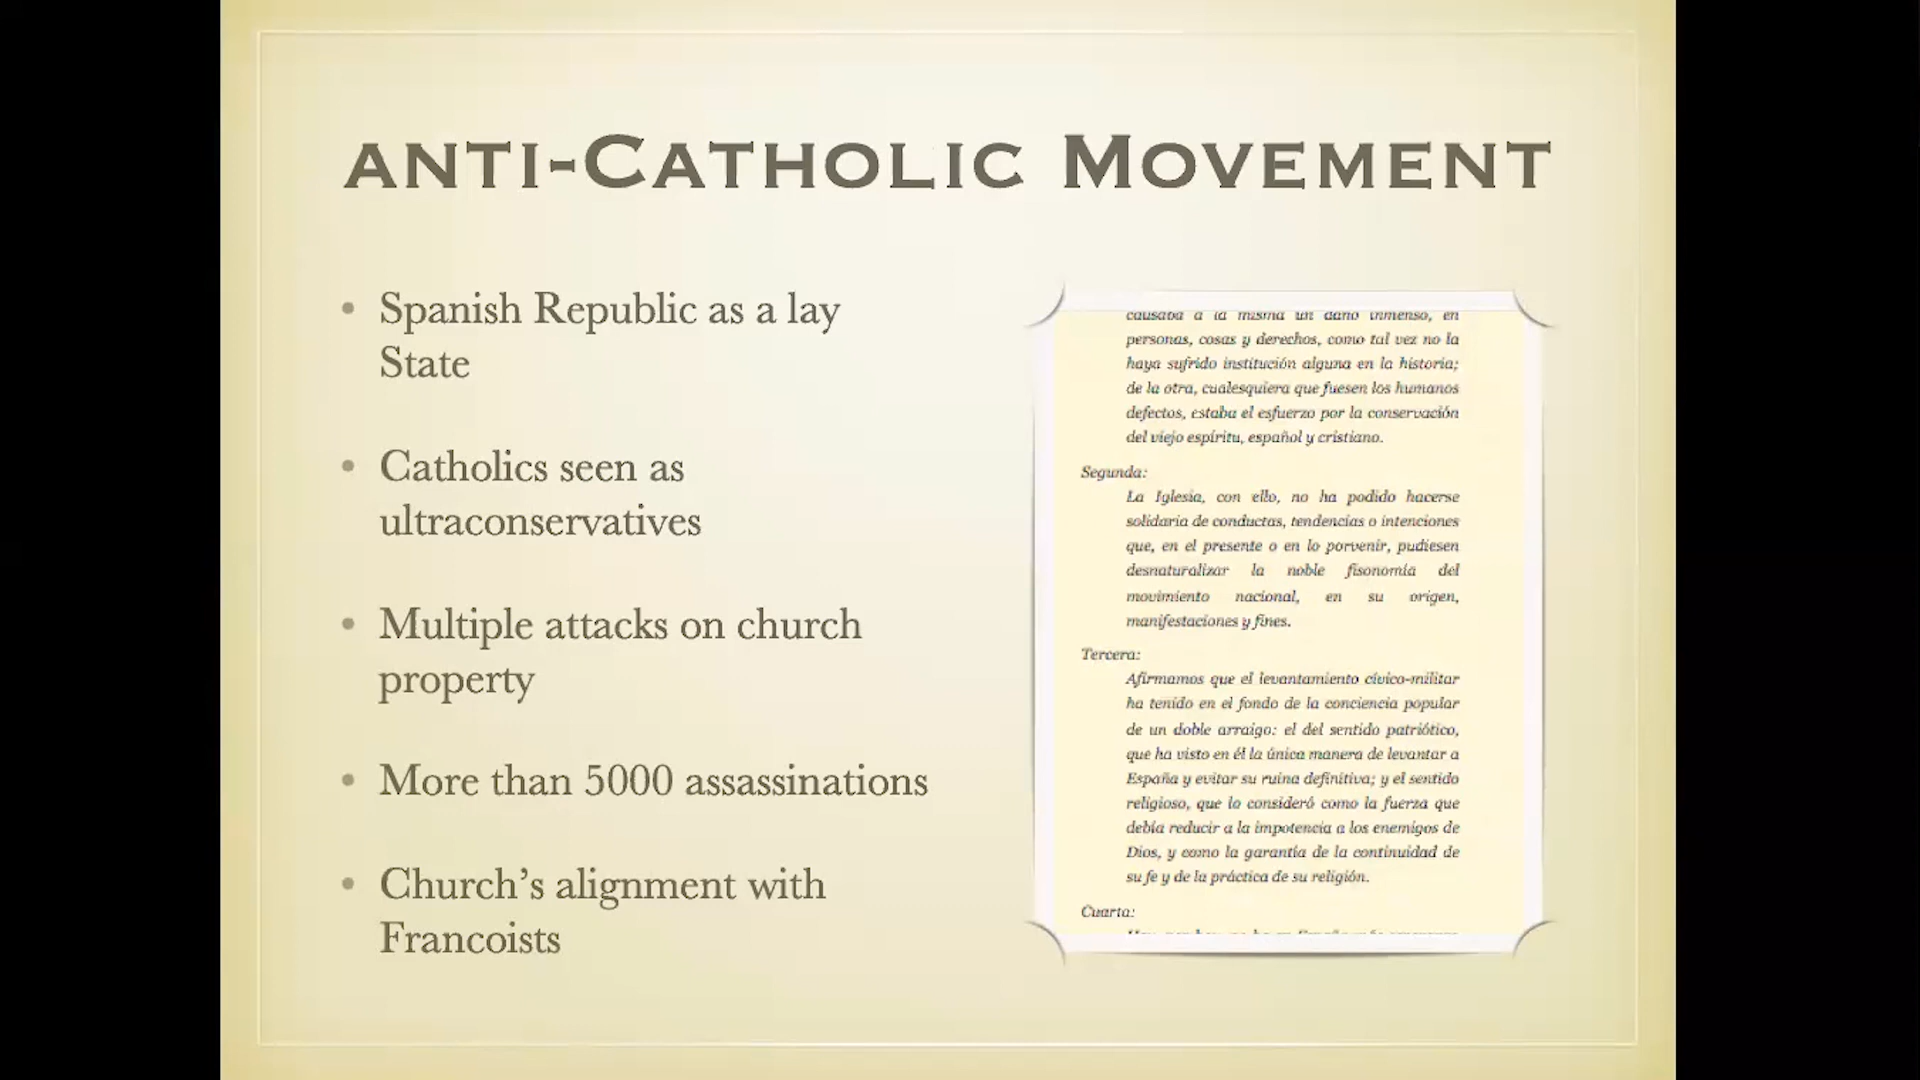 ANTI-CATHOLIC MOVEMENT
• Spanish Republic as a lay
State
• Catholics seen as
ultraconservatives
• Multiple attacks on church
property
• More than 5000 assassinations
• Church’s alignment with
Francoists
causaba a la misma un daño inmenso, en
personas, cosas y derechos, como tal vez no la
haya sufrido institución alguna en la historia;
de la otra, cualesquiera que fuesen los humanos
defectos, estaba el esfuerzo por la conservación
del viejo espíritu, español y cristiano.
Segunda:
La Iglesia, con ello, no ha podido hacerse
solidaria de conductas, tendencias o intenciones
que, en el presente o en lo porvenir, pudiesen
desnaturalizar la noble fisonomía del
movimiento nacional, en su origen,
manifestaciones y fines.
Tercera:
Afirmamos que el levantamiento cívico-militar
ha tenido en el fondo de la conciencia popular
de un doble arraigo: el del sentido patriótico,
que ha visto en él la única manera de levantar a
España y evitar su ruina definitiva; y el sentido
religioso, que lo consideró como la fuerza que
debía reducir a la impotencia a los enemigos de
Dios, y como la garantía de la continuidad de
su fe y de la práctica de su religión.
Cuarta: